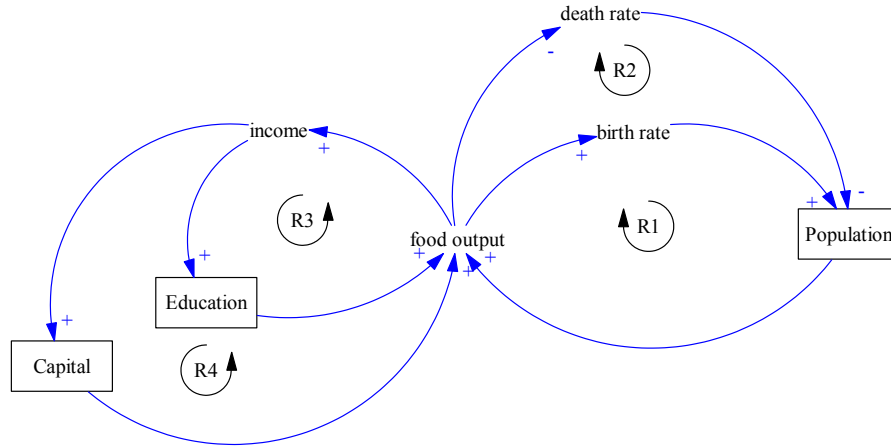 death rate
-
R2
income
+
birth rate
+
R3
R1
+
-
Population
food output
+
+
+
+
Education
+
Capital
R4